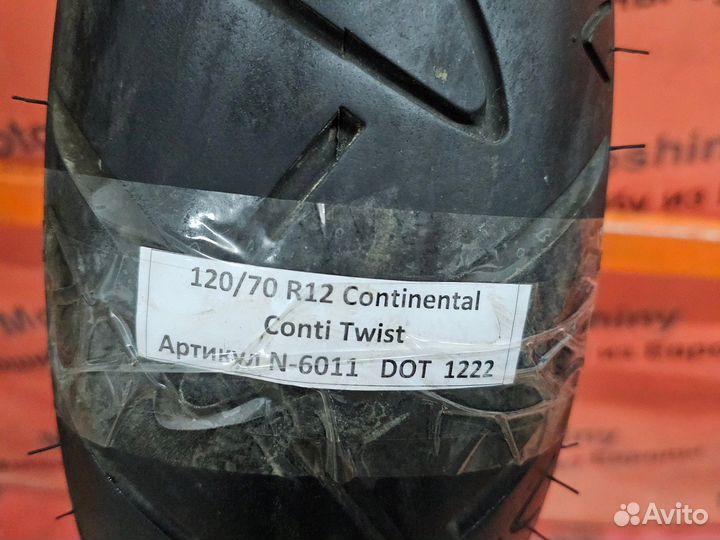 120/70 R12 Continental
Conti Twist
Артикул N-6011 DOT 1222
Avito